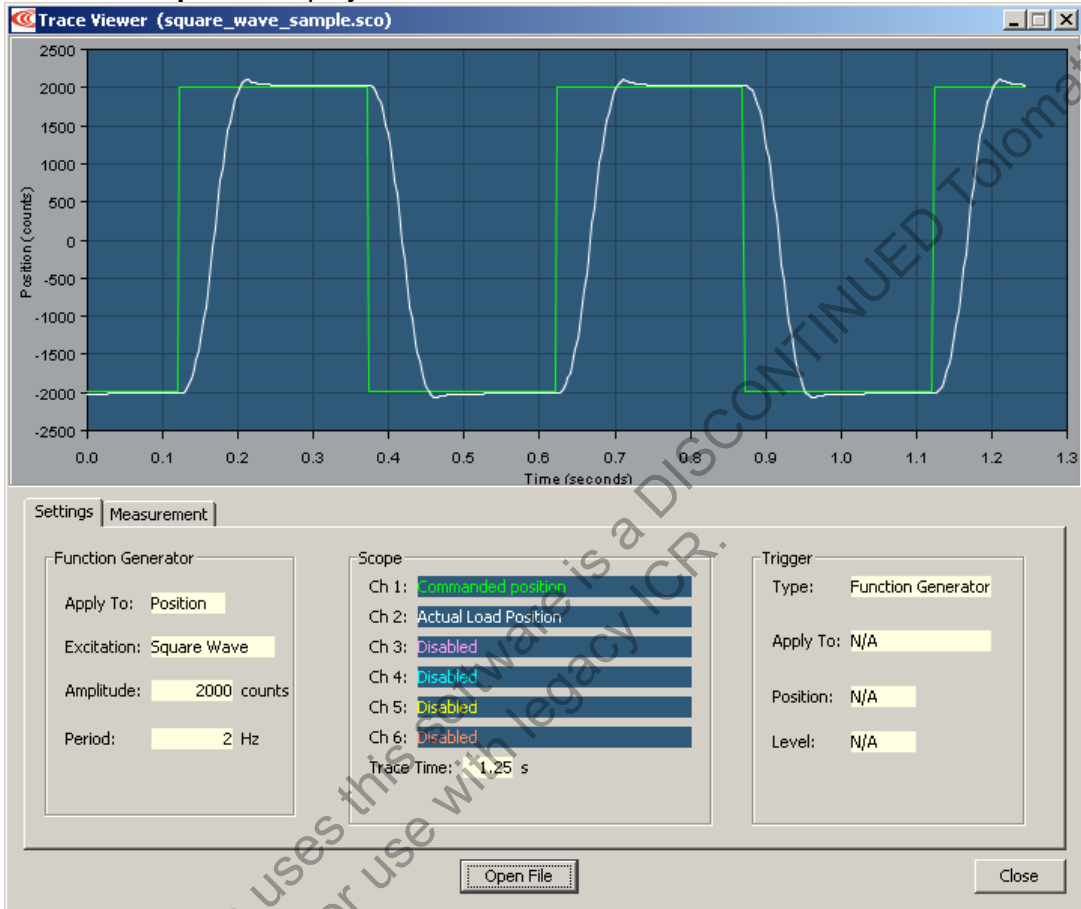 Trace Viewer (square_wave_sample.sco)
2500
2000
1500
1000
500
0
-500
-1000
-1500
-2000
-2500
Position (counts)
0.0 0.1 0.2 0.3 0.4 0.5 0.6 0.7 0.8 0.9 1.0 1.1 1.2 1.3
Time (seconds)
Settings Measurement
Function Generator
Apply To: Position
Excitation: Square Wave
Amplitude: 2000 counts
Period: 2 Hz
Scope
Ch 1: Commanded position
Ch 2: Actual Load Position
Ch 3: Disabled
Ch 4: Disabled
Ch 5: Disabled
Ch 6: Disabled
Trace Time: 1.25 s
Trigger
Type: Function Generator
Apply To: N/A
Position: N/A
Level: N/A
Open File
Close
uses this software is a DISCONTINUED
or use with legacy ICR.